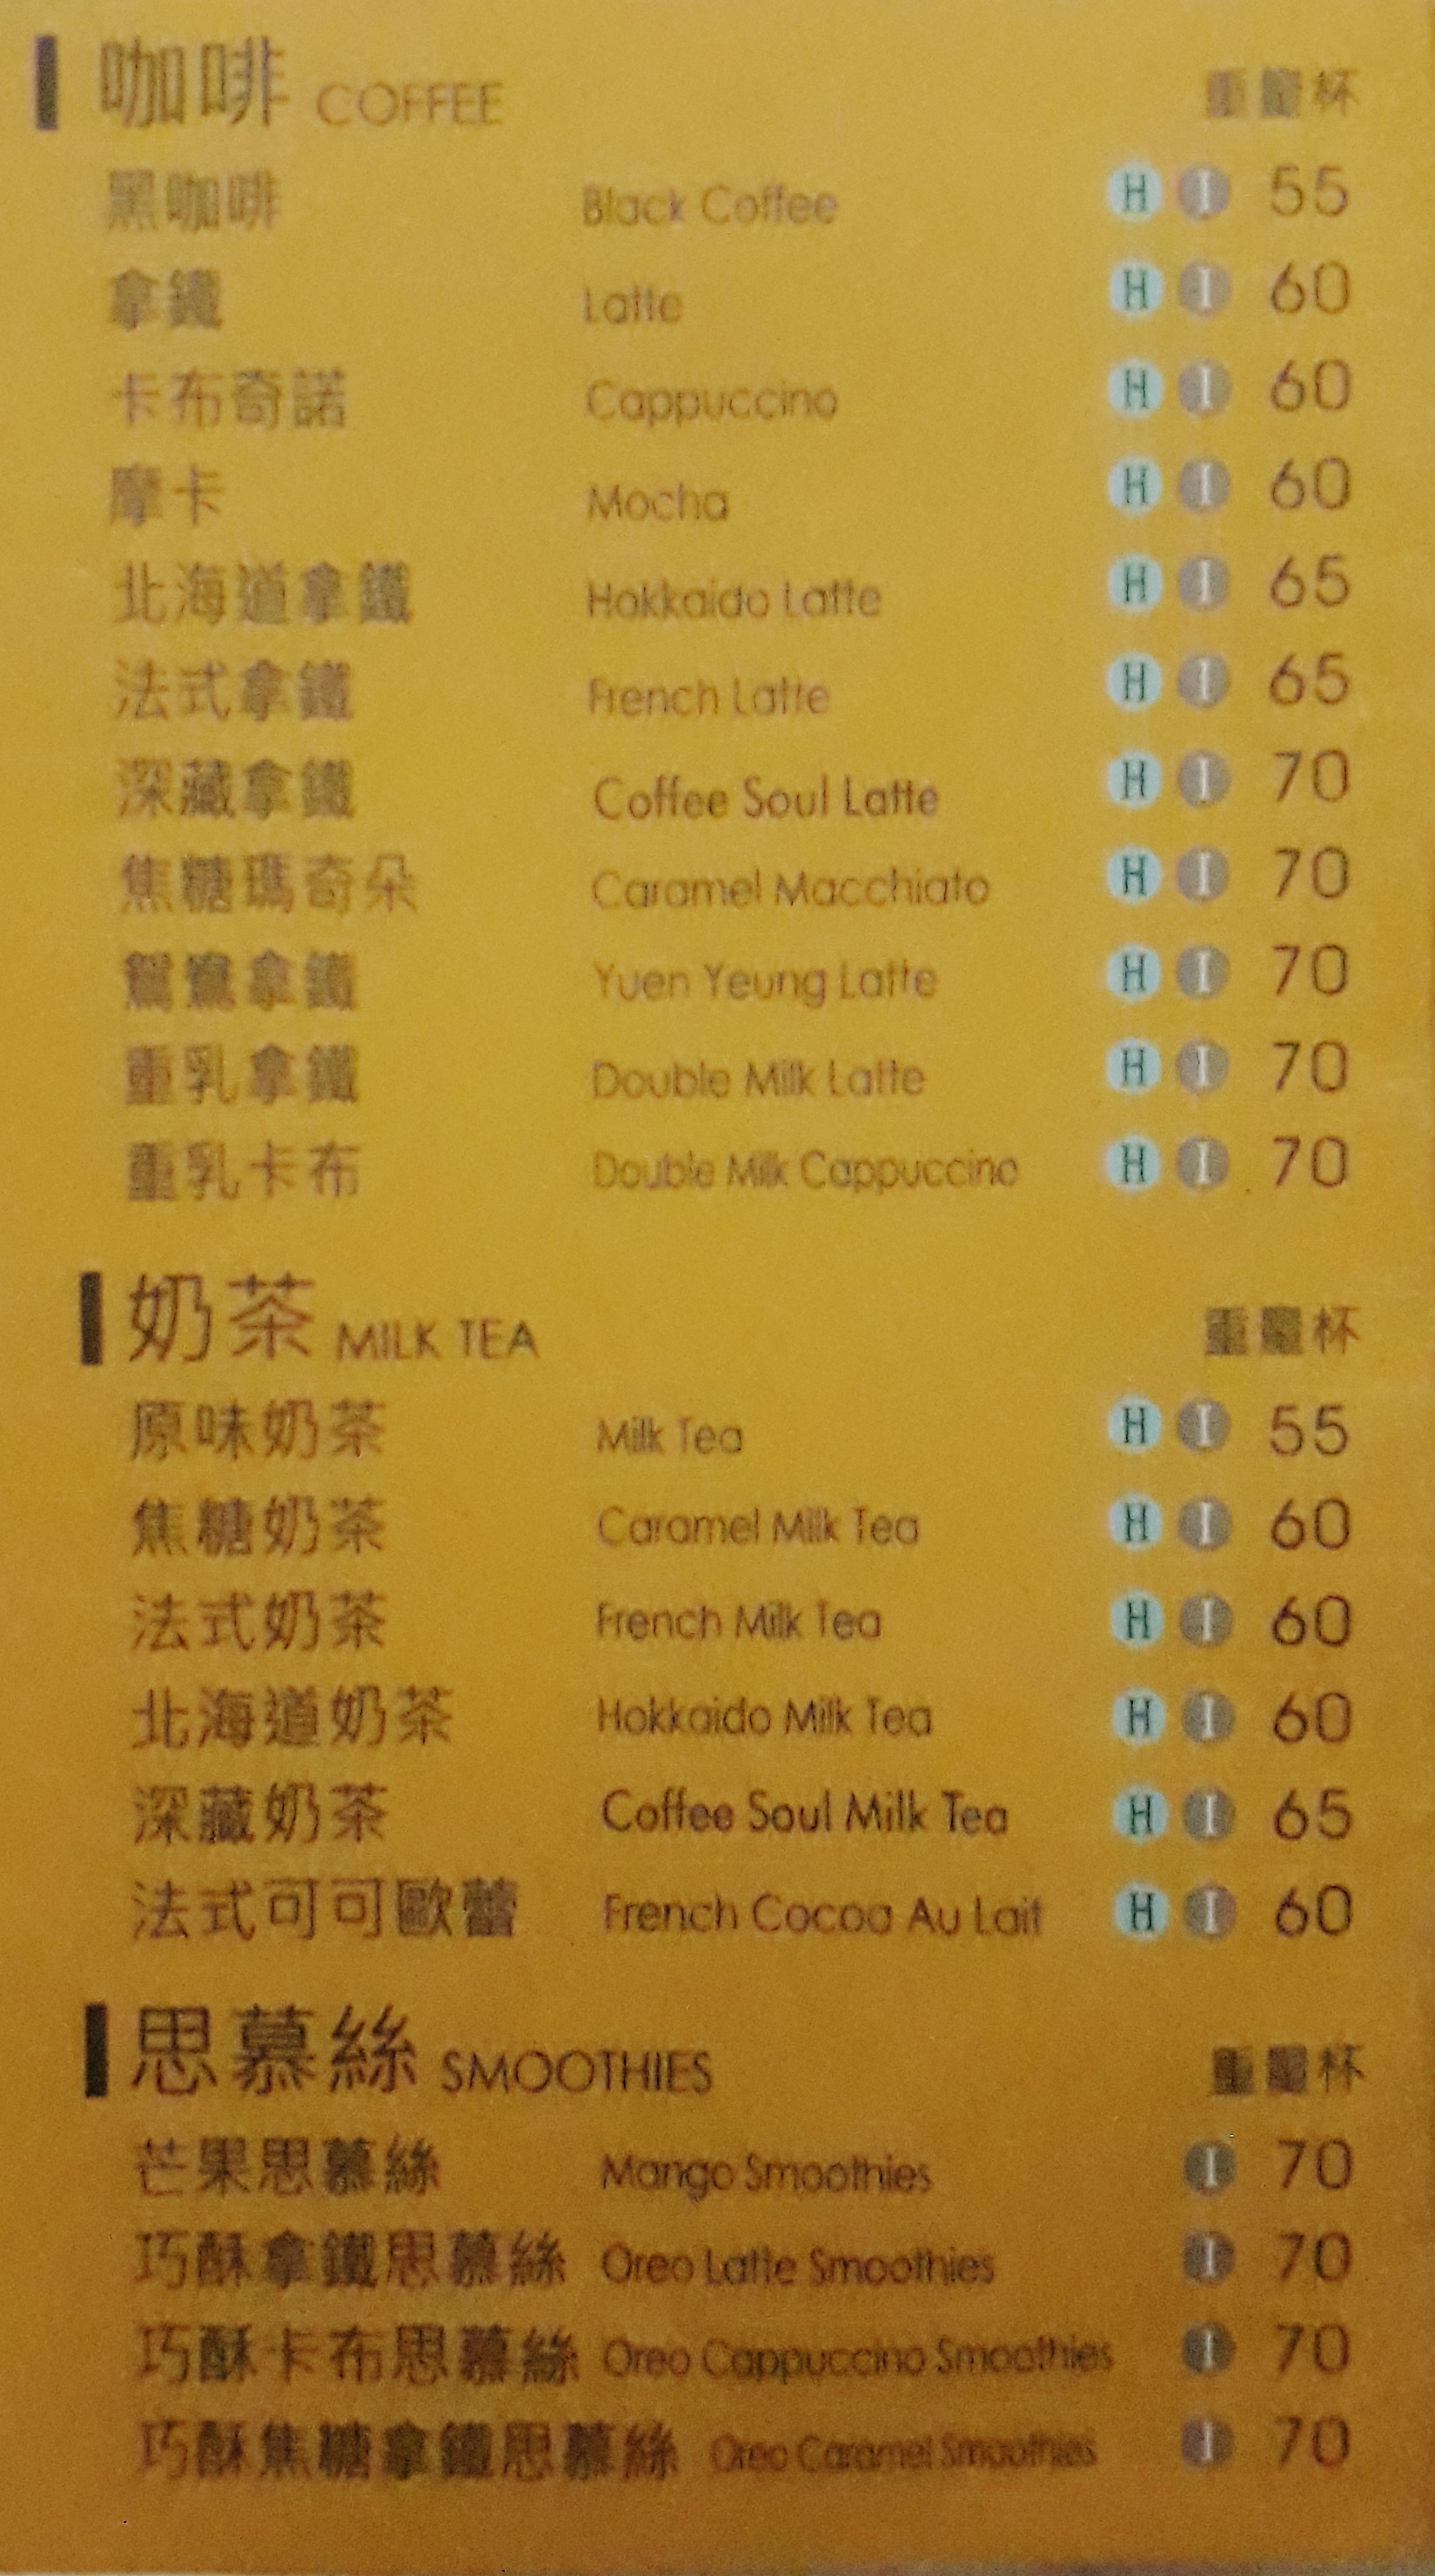 咖啡 COFFEE 重量杯
黑咖啡 Black Coffee H I 55
拿鐵 Latte H I 60
卡布奇諾 Cappuccino H I 60
摩卡 Mocha H I 60
北海道拿鐵 Hokkaido Latte H I 65
法式拿鐵 French Latte H I 65
深藏拿鐵 Coffee Soul Latte H I 70
焦糖瑪奇朵 Caramel Macchiato H I 70
鴛鴦拿鐵 Yuen Yeung Latte H I 70
重乳拿鐵 Double Milk Latte H I 70
重乳卡布 Double Milk Cappuccino H I 70
奶茶 MILK TEA 重量杯
原味奶茶 Milk Tea H I 55
焦糖奶茶 Caramel Milk Tea H I 60
法式奶茶 French Milk Tea H I 60
北海道奶茶 Hokkaido Milk Tea H I 60
深藏奶茶 Coffee Soul Milk Tea H I 65
法式可可歐蕾 French Cocoa Au Lait H I 60
思慕絲 SMOOTHIES 重量杯
芒果思慕絲 Mango Smoothies I 70
巧酥拿鐵思慕絲 Oreo Latte Smoothies I 70
巧酥卡布思慕絲 Oreo Cappuccino Smoothies I 70
巧酥焦糖拿鐵思慕絲 Oreo Caramel Smoothies I 70